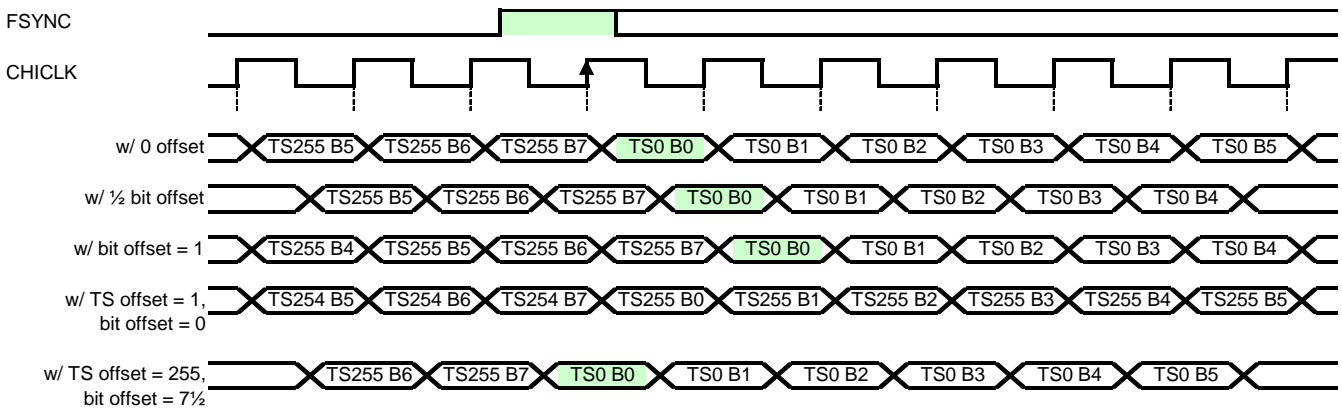 FSYNC
CHICLK
w/ 0 offset TS255 B5 TS255 B6 TS255 B7 TS0 B0 TS0 B1 TS0 B2 TS0 B3 TS0 B4 TS0 B5
w/ ½ bit offset TS255 B5 TS255 B6 TS255 B7 TS0 B0 TS0 B1 TS0 B2 TS0 B3 TS0 B4
w/ bit offset = 1 TS255 B4 TS255 B5 TS255 B6 TS255 B7 TS0 B0 TS0 B1 TS0 B2 TS0 B3 TS0 B4
w/ TS offset = 1, TS254 B5 TS254 B6 TS254 B7 TS255 B0 TS255 B1 TS255 B2 TS255 B3 TS255 B4 TS255 B5
bit offset = 0
w/ TS offset = 255, TS255 B6 TS255 B7 TS0 B0 TS0 B1 TS0 B2 TS0 B3 TS0 B4 TS0 B5
bit offset = 7½